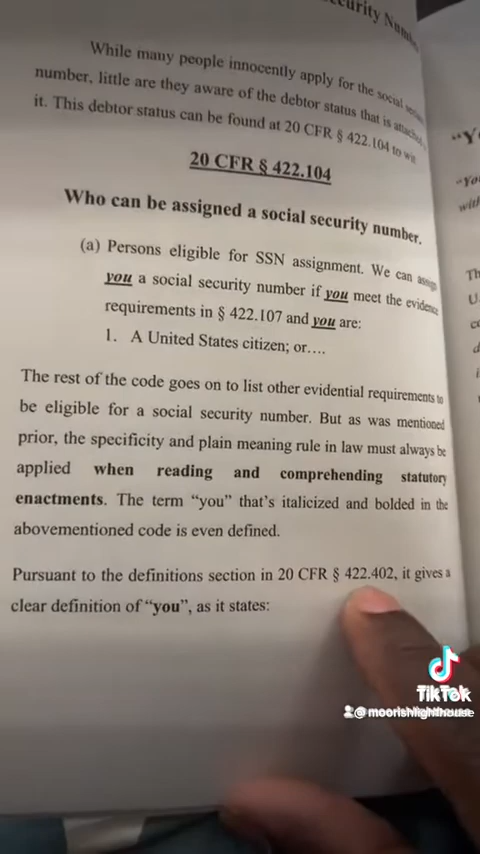 curity Num
While many people innocently apply for the social
number, little are they aware of the debtor status that is attach
it. This debtor status can be found at 20 CFR § 422.104 to wit
20 CFR § 422.104
Who can be assigned a social security number.
(a) Persons eligible for SSN assignment. We can assign
you a social security number if you meet the evidence
requirements in § 422.107 and you are:
1. A United States citizen; or….
The rest of the code goes on to list other evidential requirements to
be eligible for a social security number. But as was mentioned
prior, the specificity and plain meaning rule in law must always be
applied when reading and comprehending statutory
enactments. The term “you” that’s italicized and bolded in the
abovementioned code is even defined.
Pursuant to the definitions section in 20 CFR § 422.402, it gives a
clear definition of “you”, as it states:
TikTok
@moorishlighthouse